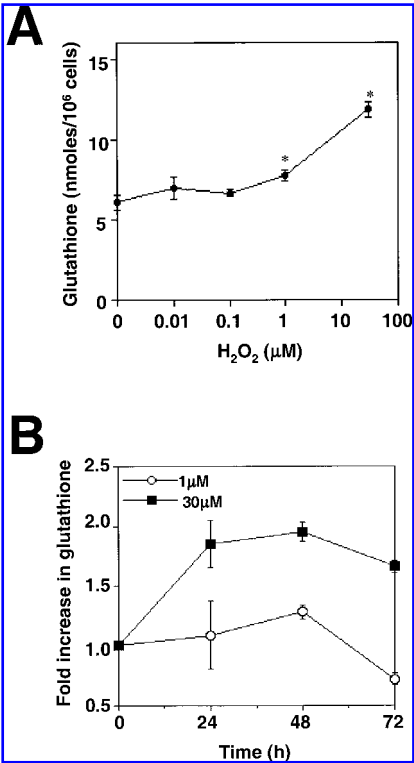 A
Glutathione (nmoles/10⁶ cells)
15
10
5
0
*
*
0 0.01 0.1 1 10 100
H₂O₂ (μM)
B
Fold increase in glutathione
2.5
2.0
1.5
1.0
0.5
1μM
30μM
0 24 48 72
Time (h)